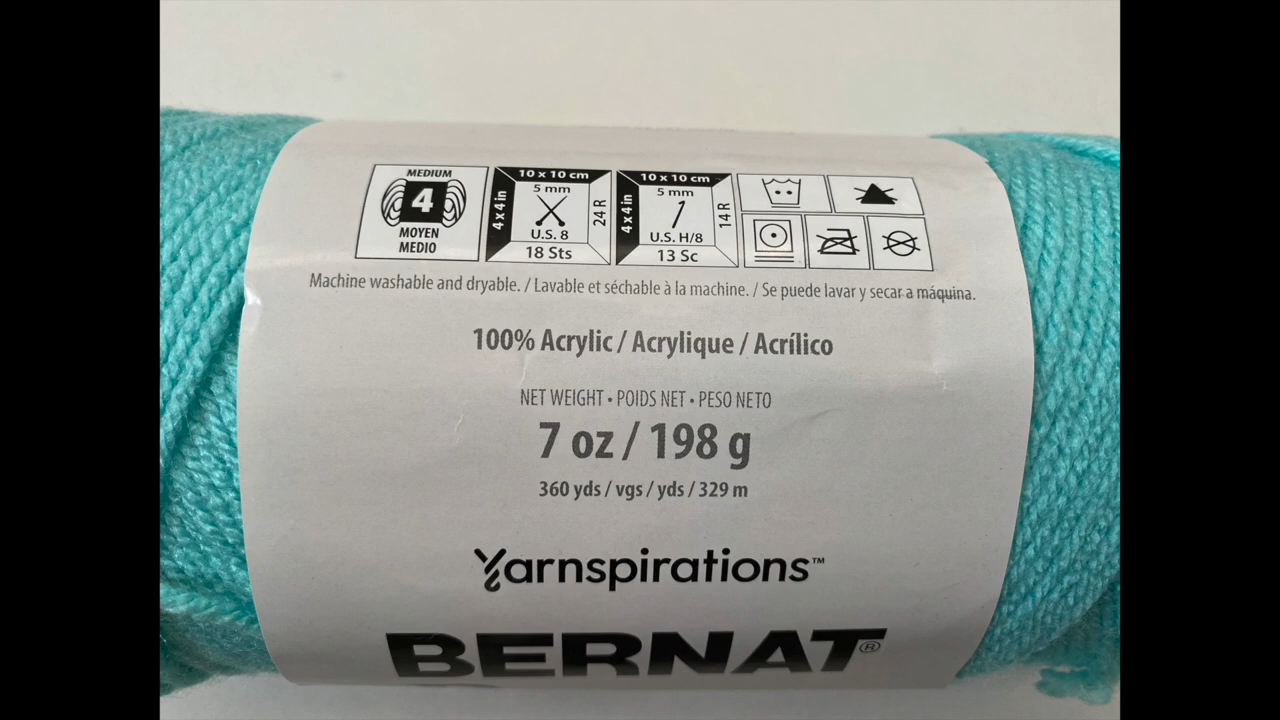 MEDIUM
4
MOYEN
MEDIO
10 x 10 cm
4 x 4 in
5 mm
U.S. 8
24 R
18 Sts
10 x 10 cm
4 x 4 in
5 mm
U.S. H/8
14 R
13 Sc
Machine washable and dryable. / Lavable et séchable à la machine. / Se puede lavar y secar a máquina.
100% Acrylic / Acrylique / Acrílico
NET WEIGHT • POIDS NET • PESO NETO
7 oz / 198 g
360 yds / vgs / yds / 329 m
Yarnspirations™
BERNAT®